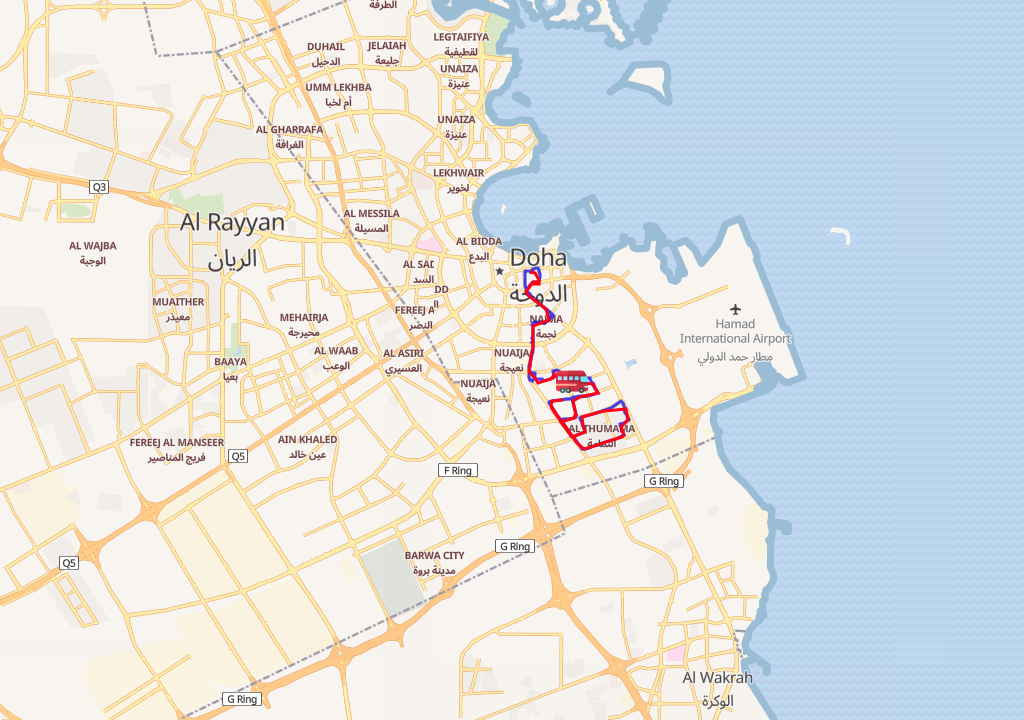 الطرفة
LEGTAIFIYA
لقطيفية
DUHAIL
الدحيل
JELAIAH
جليعة
UNAIZA
عنيزة
UMM LEKHBA
أم لخبا
UNAIZA
عنيزة
AL GHARRAFA
الغرافة
LEKHWAIR
لخوير
Q3
Al Rayyan
الريان
AL MESSILA
المسيلة
AL WAJBA
الوجبة
AL BIDDA
البدع
Doha
الدوحة
AL SAD
السد
DD
MUAITHER
معيذر
MEHAIRJA
محيرجة
FEREEJ A
النصر
NAJMA
نجمة
Hamad
International Airport
مطار حمد الدولي
BAAYA
بعيا
AL WAAB
الوعب
AL ASIRI
العسيري
NUAIJA
نعيجة
NUAIJA
نعيجة
AL THUMAMA
الثمامة
FEREEJ AL MANSEER
فريج المناصير
AIN KHALED
عين خالد
Q5
F Ring
G Ring
G Ring
BARWA CITY
مدينة بروة
Q5
Al Wakrah
الوكرة
G Ring